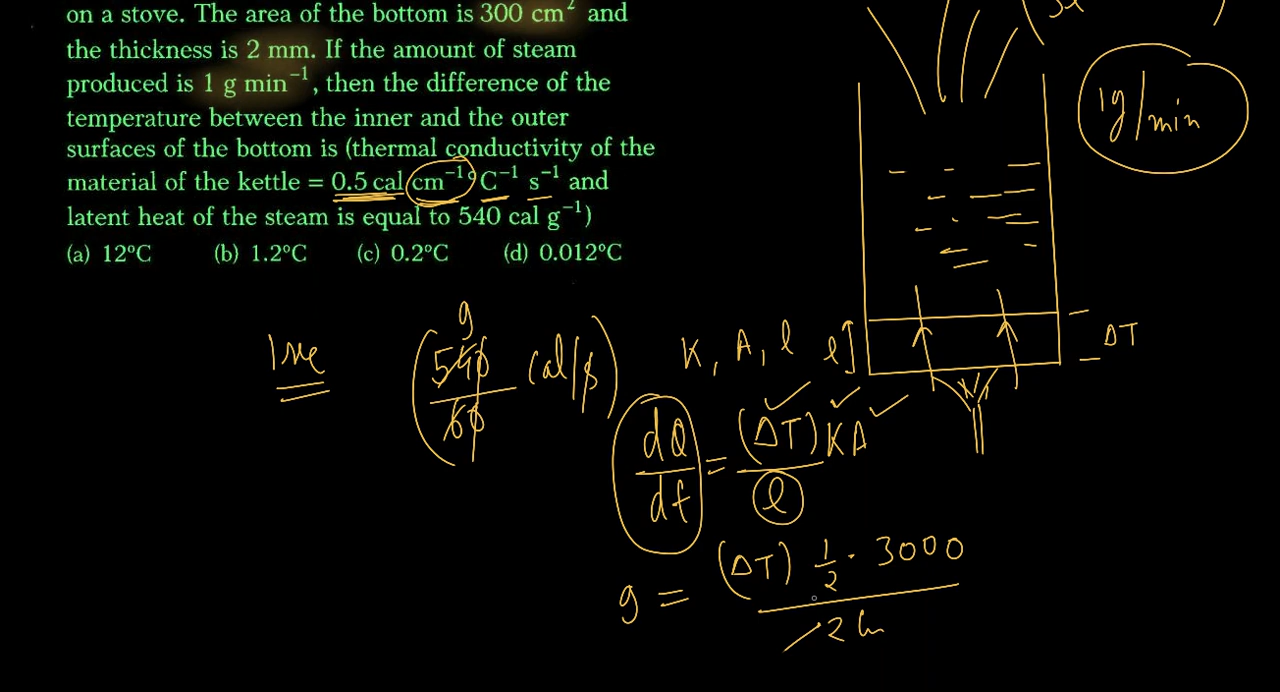 on a stove. The area of the bottom is 300 cm² and
the thickness is 2 mm. If the amount of steam
produced is 1 g min⁻¹, then the difference of the
temperature between the inner and the outer
surfaces of the bottom is (thermal conductivity of the
material of the kettle = 0.5 cal cm⁻¹ °C⁻¹ s⁻¹ and
latent heat of the steam is equal to 540 cal g⁻¹)
(a) 12°C (b) 1.2°C (c) 0.2°C (d) 0.012°C
1g/min
ΔT
9
540/60 cal/s
K, A, l l]
dQ/dt = (ΔT)KA/l
9 = (ΔT) 1/2 · 3000